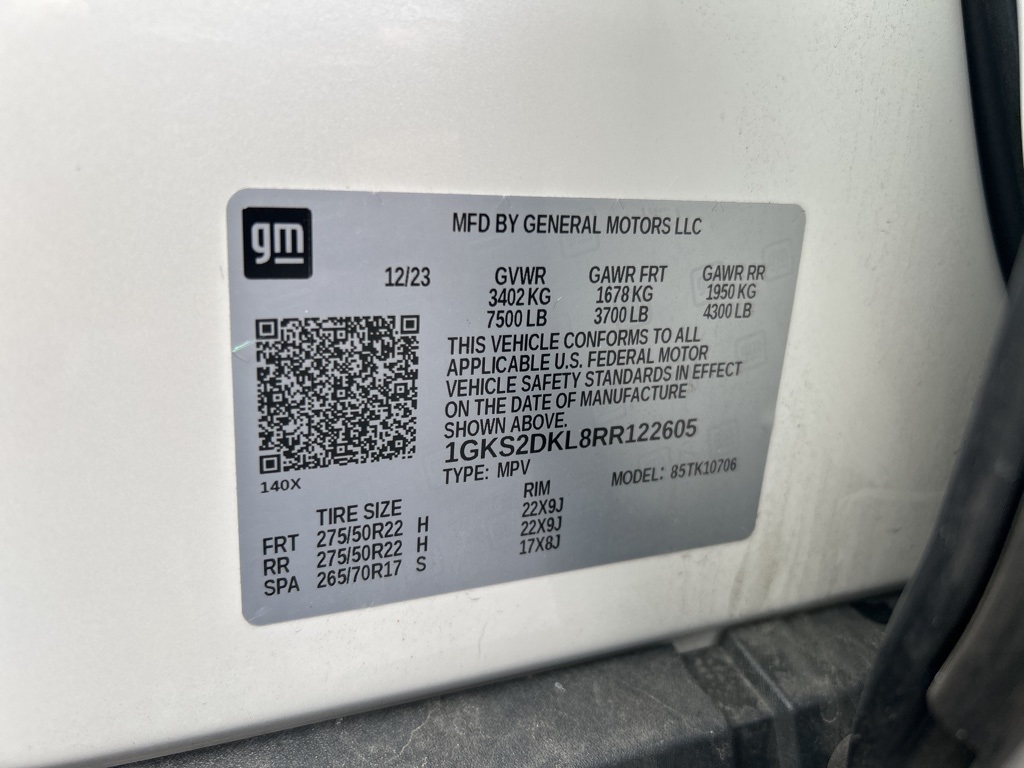 gm
MFD BY GENERAL MOTORS LLC
12/23 GVWR GAWR FRT GAWR RR
3402 KG 1678 KG 1950 KG
7500 LB 3700 LB 4300 LB
THIS VEHICLE CONFORMS TO ALL
APPLICABLE U.S. FEDERAL MOTOR
VEHICLE SAFETY STANDARDS IN EFFECT
ON THE DATE OF MANUFACTURE
SHOWN ABOVE.
1GKS2DKL8RR122605
TYPE: MPV MODEL: 85TK10706
140X
TIRE SIZE RIM
FRT 275/50R22 H 22X9J
RR 275/50R22 H 22X9J
SPA 265/70R17 S 17X8J